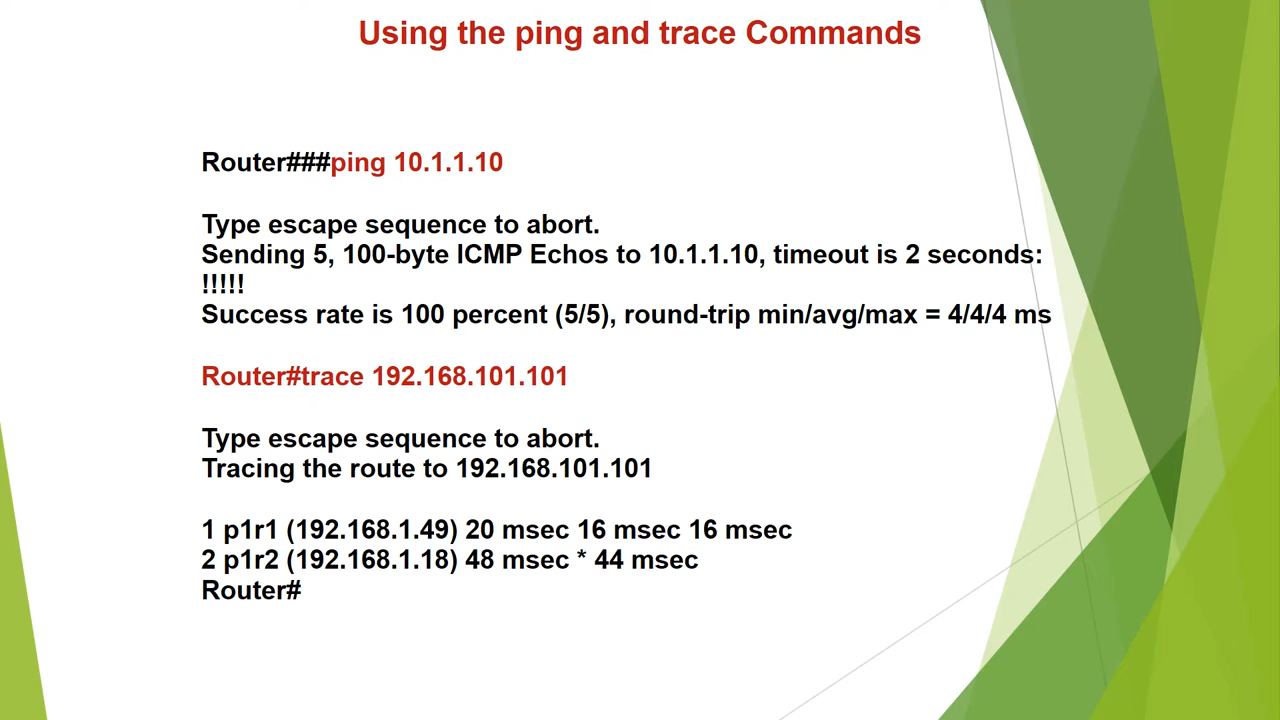 Using the ping and trace Commands
Router###ping 10.1.1.10
Type escape sequence to abort.
Sending 5, 100-byte ICMP Echos to 10.1.1.10, timeout is 2 seconds:
!!!!!
Success rate is 100 percent (5/5), round-trip min/avg/max = 4/4/4 ms
Router#trace 192.168.101.101
Type escape sequence to abort.
Tracing the route to 192.168.101.101
1 p1r1 (192.168.1.49) 20 msec 16 msec 16 msec
2 p1r2 (192.168.1.18) 48 msec * 44 msec
Router#